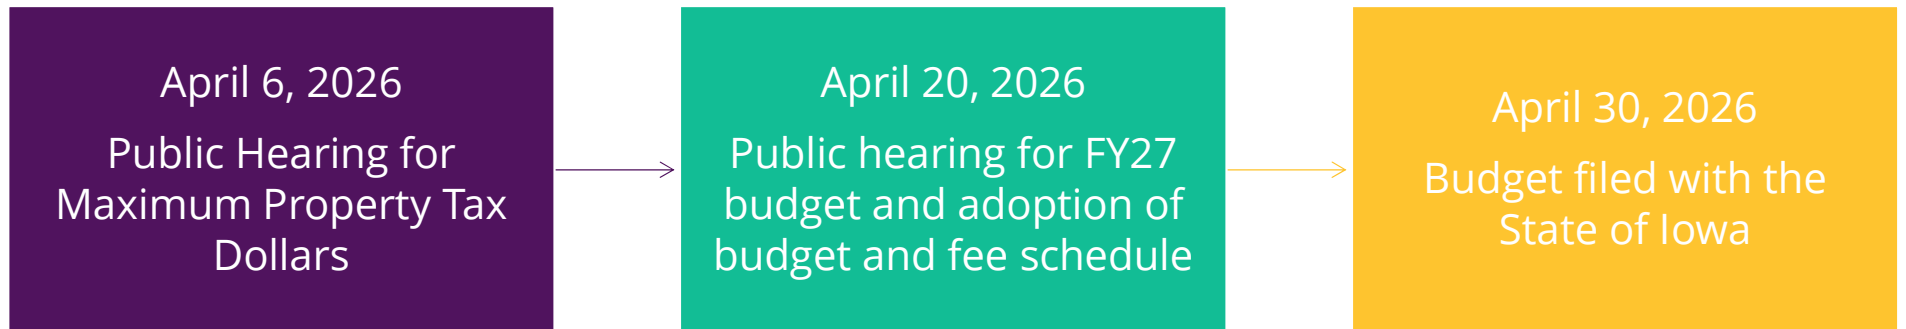 April 6, 2026
Public Hearing for
Maximum Property Tax
Dollars
April 20, 2026
Public hearing for FY27
budget and adoption of
budget and fee schedule
April 30, 2026
Budget filed with the
State of Iowa